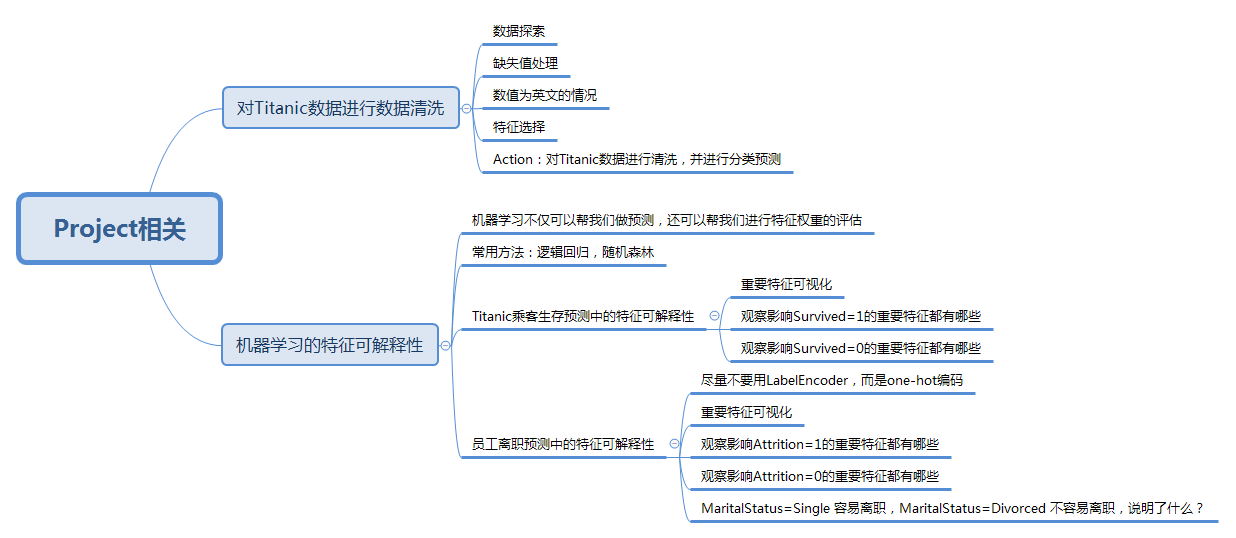 Project相关
对Titanic数据进行数据清洗
数据探索
缺失值处理
数值为英文的情况
特征选择
Action：对Titanic数据进行清洗，并进行分类预测
机器学习的特征可解释性
机器学习不仅可以帮我们做预测，还可以帮我们进行特征权重的评估
常用方法：逻辑回归，随机森林
Titanic乘客生存预测中的特征可解释性
重要特征可视化
观察影响Survived=1的重要特征都有哪些
观察影响Survived=0的重要特征都有哪些
员工离职预测中的特征可解释性
尽量不要用LabelEncoder，而是one-hot编码
重要特征可视化
观察影响Attrition=1的重要特征都有哪些
观察影响Attrition=0的重要特征都有哪些
MaritalStatus=Single 容易离职，MaritalStatus=Divorced 不容易离职，说明了什么？